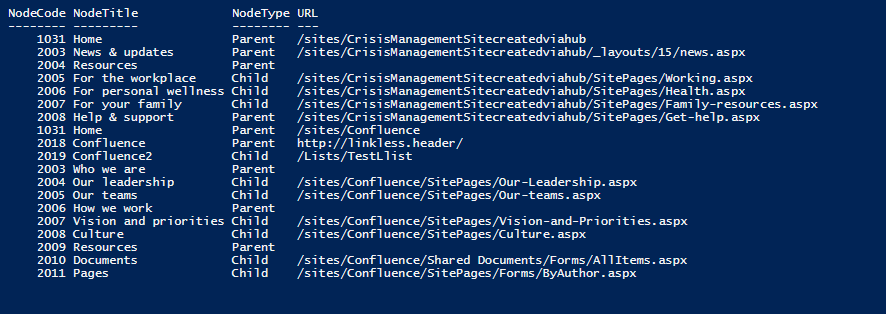 NodeCode NodeTitle NodeType URL
-------- --------- -------- ---
1031 Home Parent /sites/CrisisManagementSitecreatedviahub
2003 News & updates Parent /sites/CrisisManagementSitecreatedviahub/_layouts/15/news.aspx
2004 Resources Parent
2005 For the workplace Child /sites/CrisisManagementSitecreatedviahub/SitePages/Working.aspx
2006 For personal wellness Child /sites/CrisisManagementSitecreatedviahub/SitePages/Health.aspx
2007 For your family Child /sites/CrisisManagementSitecreatedviahub/SitePages/Family-resources.aspx
2008 Help & support Parent /sites/CrisisManagementSitecreatedviahub/SitePages/Get-help.aspx
1031 Home Parent /sites/Confluence
2018 Confluence Parent http://linkless.header/
2019 Confluence2 Child /Lists/TestLlist
2003 Who we are Parent
2004 Our leadership Child /sites/Confluence/SitePages/Our-Leadership.aspx
2005 Our teams Child /sites/Confluence/SitePages/Our-teams.aspx
2006 How we work Parent
2007 Vision and priorities Child /sites/Confluence/SitePages/Vision-and-Priorities.aspx
2008 Culture Child /sites/Confluence/SitePages/Culture.aspx
2009 Resources Parent
2010 Documents Child /sites/Confluence/Shared Documents/Forms/AllItems.aspx
2011 Pages Child /sites/Confluence/SitePages/Forms/ByAuthor.aspx